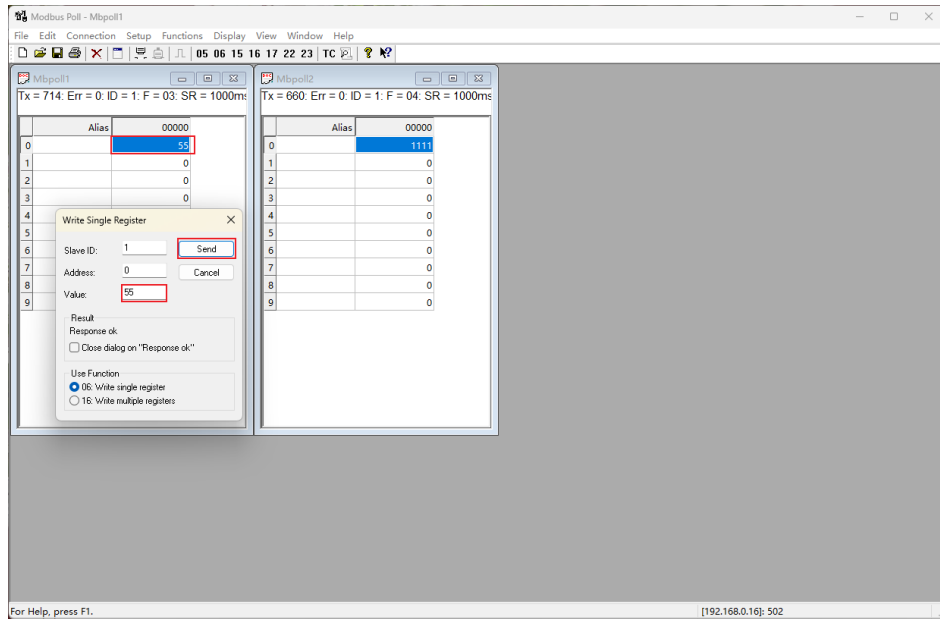 Modbus Poll - Mbpoll1
File Edit Connection Setup Functions Display View Window Help
05 06 15 16 17 22 23 TC
Mbpoll1
Tx = 714: Err = 0: ID = 1: F = 03: SR = 1000ms
Alias 00000
0 55
1 0
2 0
3 0
4
5
6
7
8
9
Write Single Register
Slave ID: 1 Send
Address: 0 Cancel
Value: 55
Result
Response ok
Close dialog on "Response ok"
Use Function
06: Write single register
16: Write multiple registers
Mbpoll2
Tx = 660: Err = 0: ID = 1: F = 04: SR = 1000ms
Alias 00000
0 1111
1 0
2 0
3 0
4 0
5 0
6 0
7 0
8 0
9 0
For Help, press F1.
[192.168.0.16]: 502